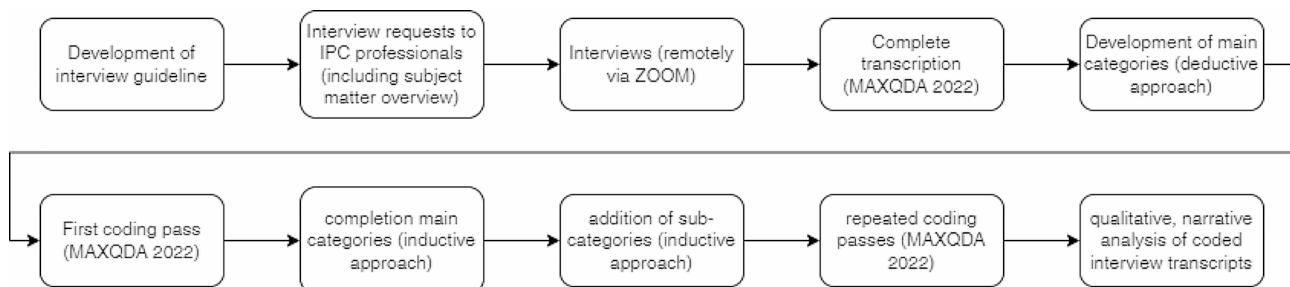 Development of
interview guideline
Interview requests to
IPC professionals
(including subject
matter overview)
Interviews (remotely
via ZOOM)
Complete
transcription
(MAXQDA 2022)
Development of main
categories (deductive
approach)
First coding pass
(MAXQDA 2022)
completion main
categories (inductive
approach)
addition of sub-
categories (inductive
approach)
repeated coding
passes (MAXQDA
2022)
qualitative, narrative
analysis of coded
interview transcripts